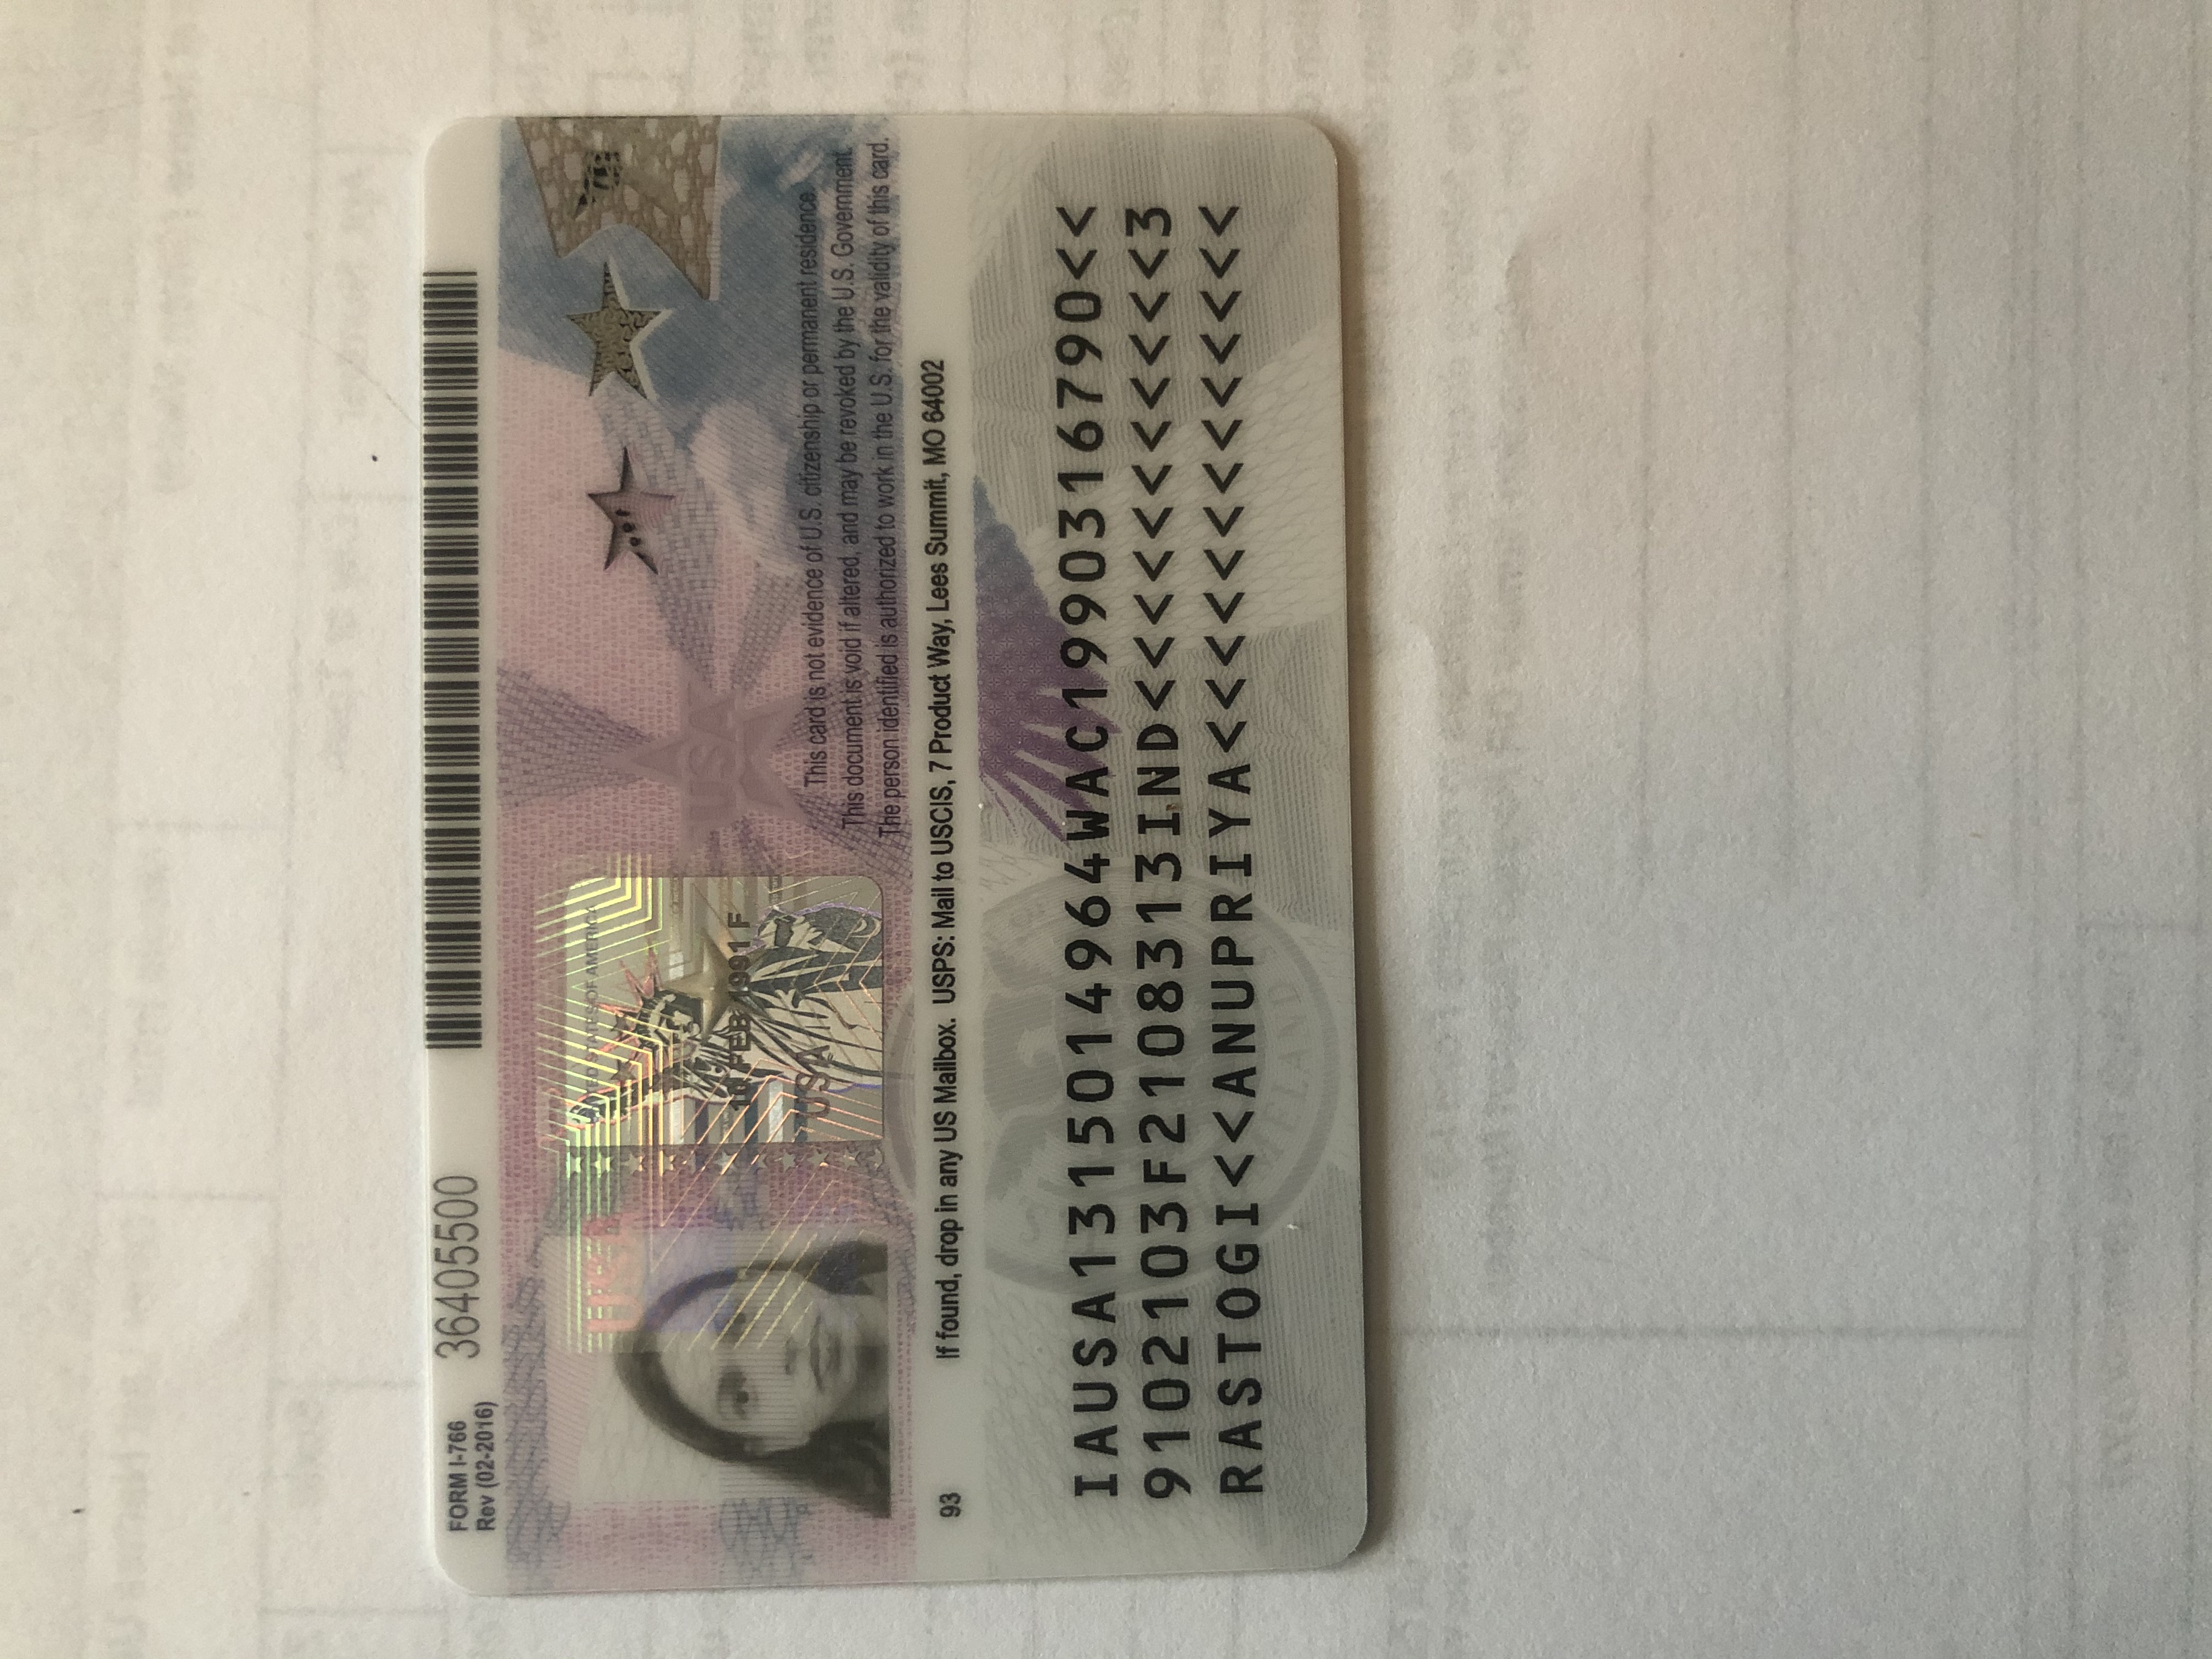 FORM I-766
Rev (02-2016)
36405500
USA
UNITED STATES OF AMERICA
10 FEB 1991 F
USA
USA
This card is not evidence of U.S. citizenship or permanent residence.
This document is void if altered, and may be revoked by the U.S. Government.
The person identified is authorized to work in the U.S. for the validity of this card.
93
If found, drop in any US Mailbox. USPS: Mail to USCIS, 7 Product Way, Lees Summit, MO 64002
IAUSA1315014964WAC1990316790<<
9102103F2108313IND<<<<<<<<<<<3
RASTOGI<<ANUPRIYA<<<<<<<<<<<<<